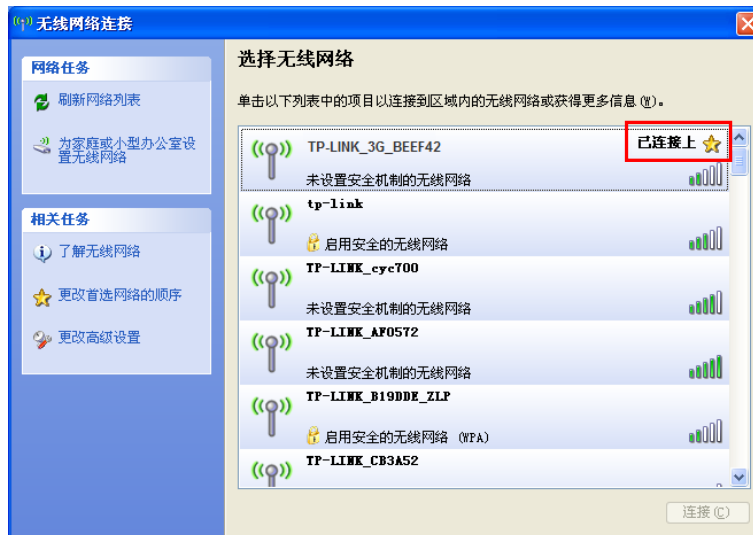 无线网络连接
网络任务
刷新网络列表
为家庭或小型办公室设
置无线网络
相关任务
了解无线网络
更改首选网络的顺序
更改高级设置
选择无线网络
单击以下列表中的项目以连接到区域内的无线网络或获得更多信息(W)。
TP-LINK_3G_BEEF42
已连接上
未设置安全机制的无线网络
tp-link
启用安全的无线网络
TP-LINK_cyc700
未设置安全机制的无线网络
TP-LINK_AF0572
未设置安全机制的无线网络
TP-LINK_B19DDE_ZLP
启用安全的无线网络 (WPA)
TP-LINK_CB3A52
连接(C)